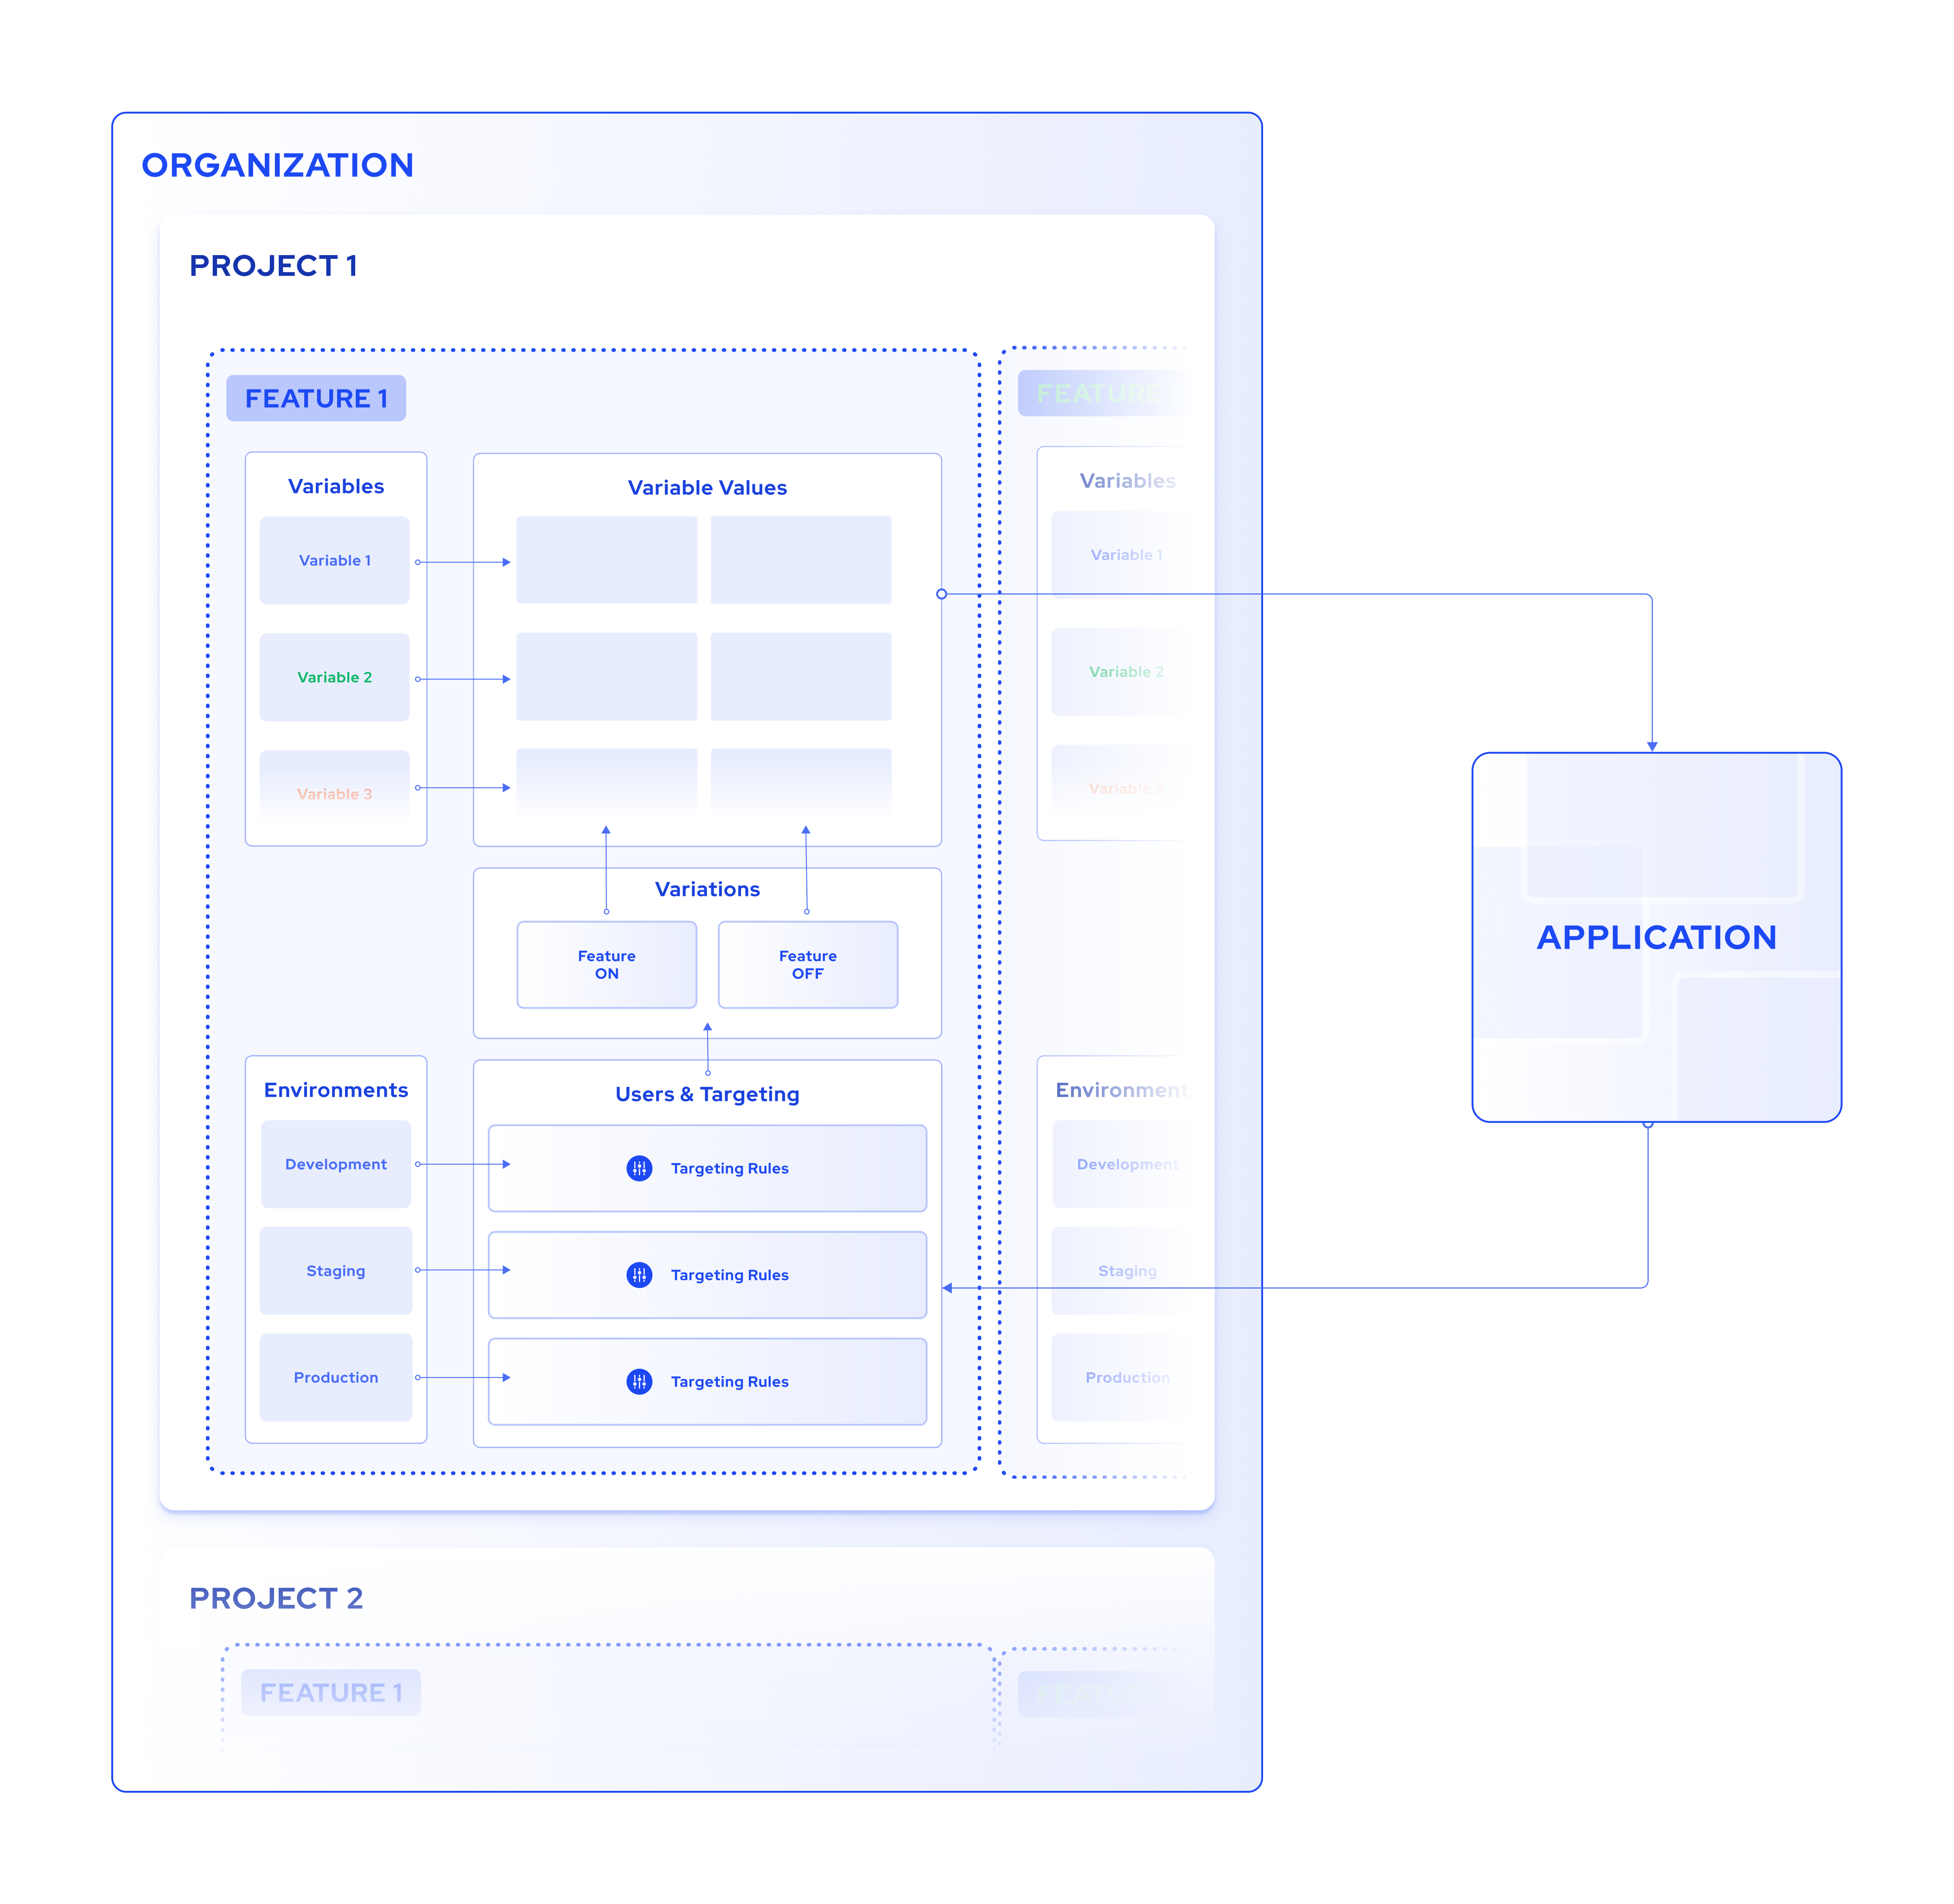 ORGANIZATION
PROJECT 1
FEATURE 1
Variables
Variable 1
Variable 2
Variable 3
Variable Values
Variations
Feature
ON
Feature
OFF
Environments
Development
Staging
Production
Users & Targeting
Targeting Rules
Targeting Rules
Targeting Rules
FEATURE
Variables
Variable 1
Variable 2
Variable 3
Environments
Development
Staging
Production
APPLICATION
PROJECT 2
FEATURE 1
FEATURE